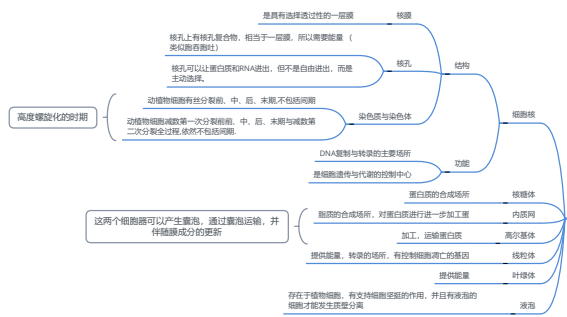 是具有选择透过性的一层膜
核膜
核孔上有核孔复合物，相当于一层膜，所以需要能量（
类似胞吞胞吐）
核孔
核孔可以让蛋白质和RNA进出，但不是自由进出，而是
主动选择。
结构
高度螺旋化的时期
动植物细胞有丝分裂前、中、后、末期,不包括间期
染色质与染色体
动植物细胞减数第一次分裂前前、中、后、末期与减数第
二次分裂全过程,依然不包括间期.
细胞核
DNA复制与转录的主要场所
功能
是细胞遗传与代谢的控制中心
蛋白质的合成场所
核糖体
这两个细胞器可以产生囊泡，通过囊泡运输，并
伴随膜成分的更新
脂质的合成场所，对蛋白质进行进一步加工蛋
内质网
加工，运输蛋白质
高尔基体
提供能量，转录的场所，有控制细胞凋亡的基因
线粒体
提供能量
叶绿体
存在于植物细胞，有支持细胞坚挺的作用，并且有液泡的
细胞才能发生质壁分离
液泡